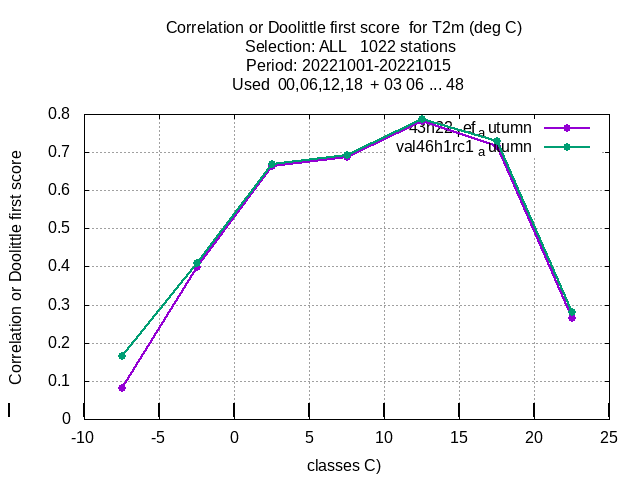 Correlation or Doolittle first score for T2m (deg C)
Selection: ALL 1022 stations
Period: 20221001-20221015
Used 00,06,12,18 + 03 06 ... 48
Correlation or Doolittle first score
val46h1rc1 autumn
0.8
0.7
0.6
0.5
0.4
0.3
0.2
0.1
0
-10
-5
0
5
10
15
20
25
classes C)